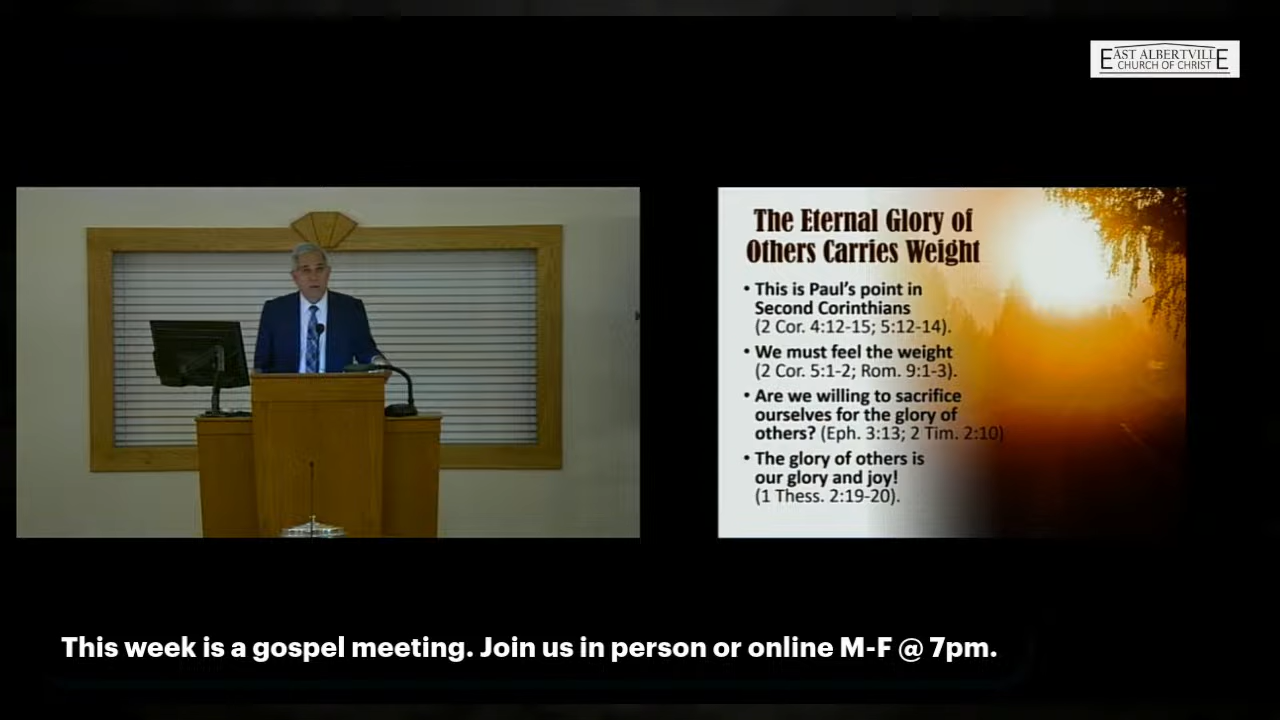 EAST ALBERTVILLE
CHURCH OF CHRIST
The Eternal Glory of
Others Carries Weight
• This is Paul's point in
Second Corinthians
(2 Cor. 4:12-15; 5:12-14).
• We must feel the weight
(2 Cor. 5:1-2; Rom. 9:1-3).
• Are we willing to sacrifice
ourselves for the glory of
others? (Eph. 3:13; 2 Tim. 2:10)
• The glory of others is
our glory and joy!
(1 Thess. 2:19-20).
This week is a gospel meeting. Join us in person or online M-F @ 7pm.